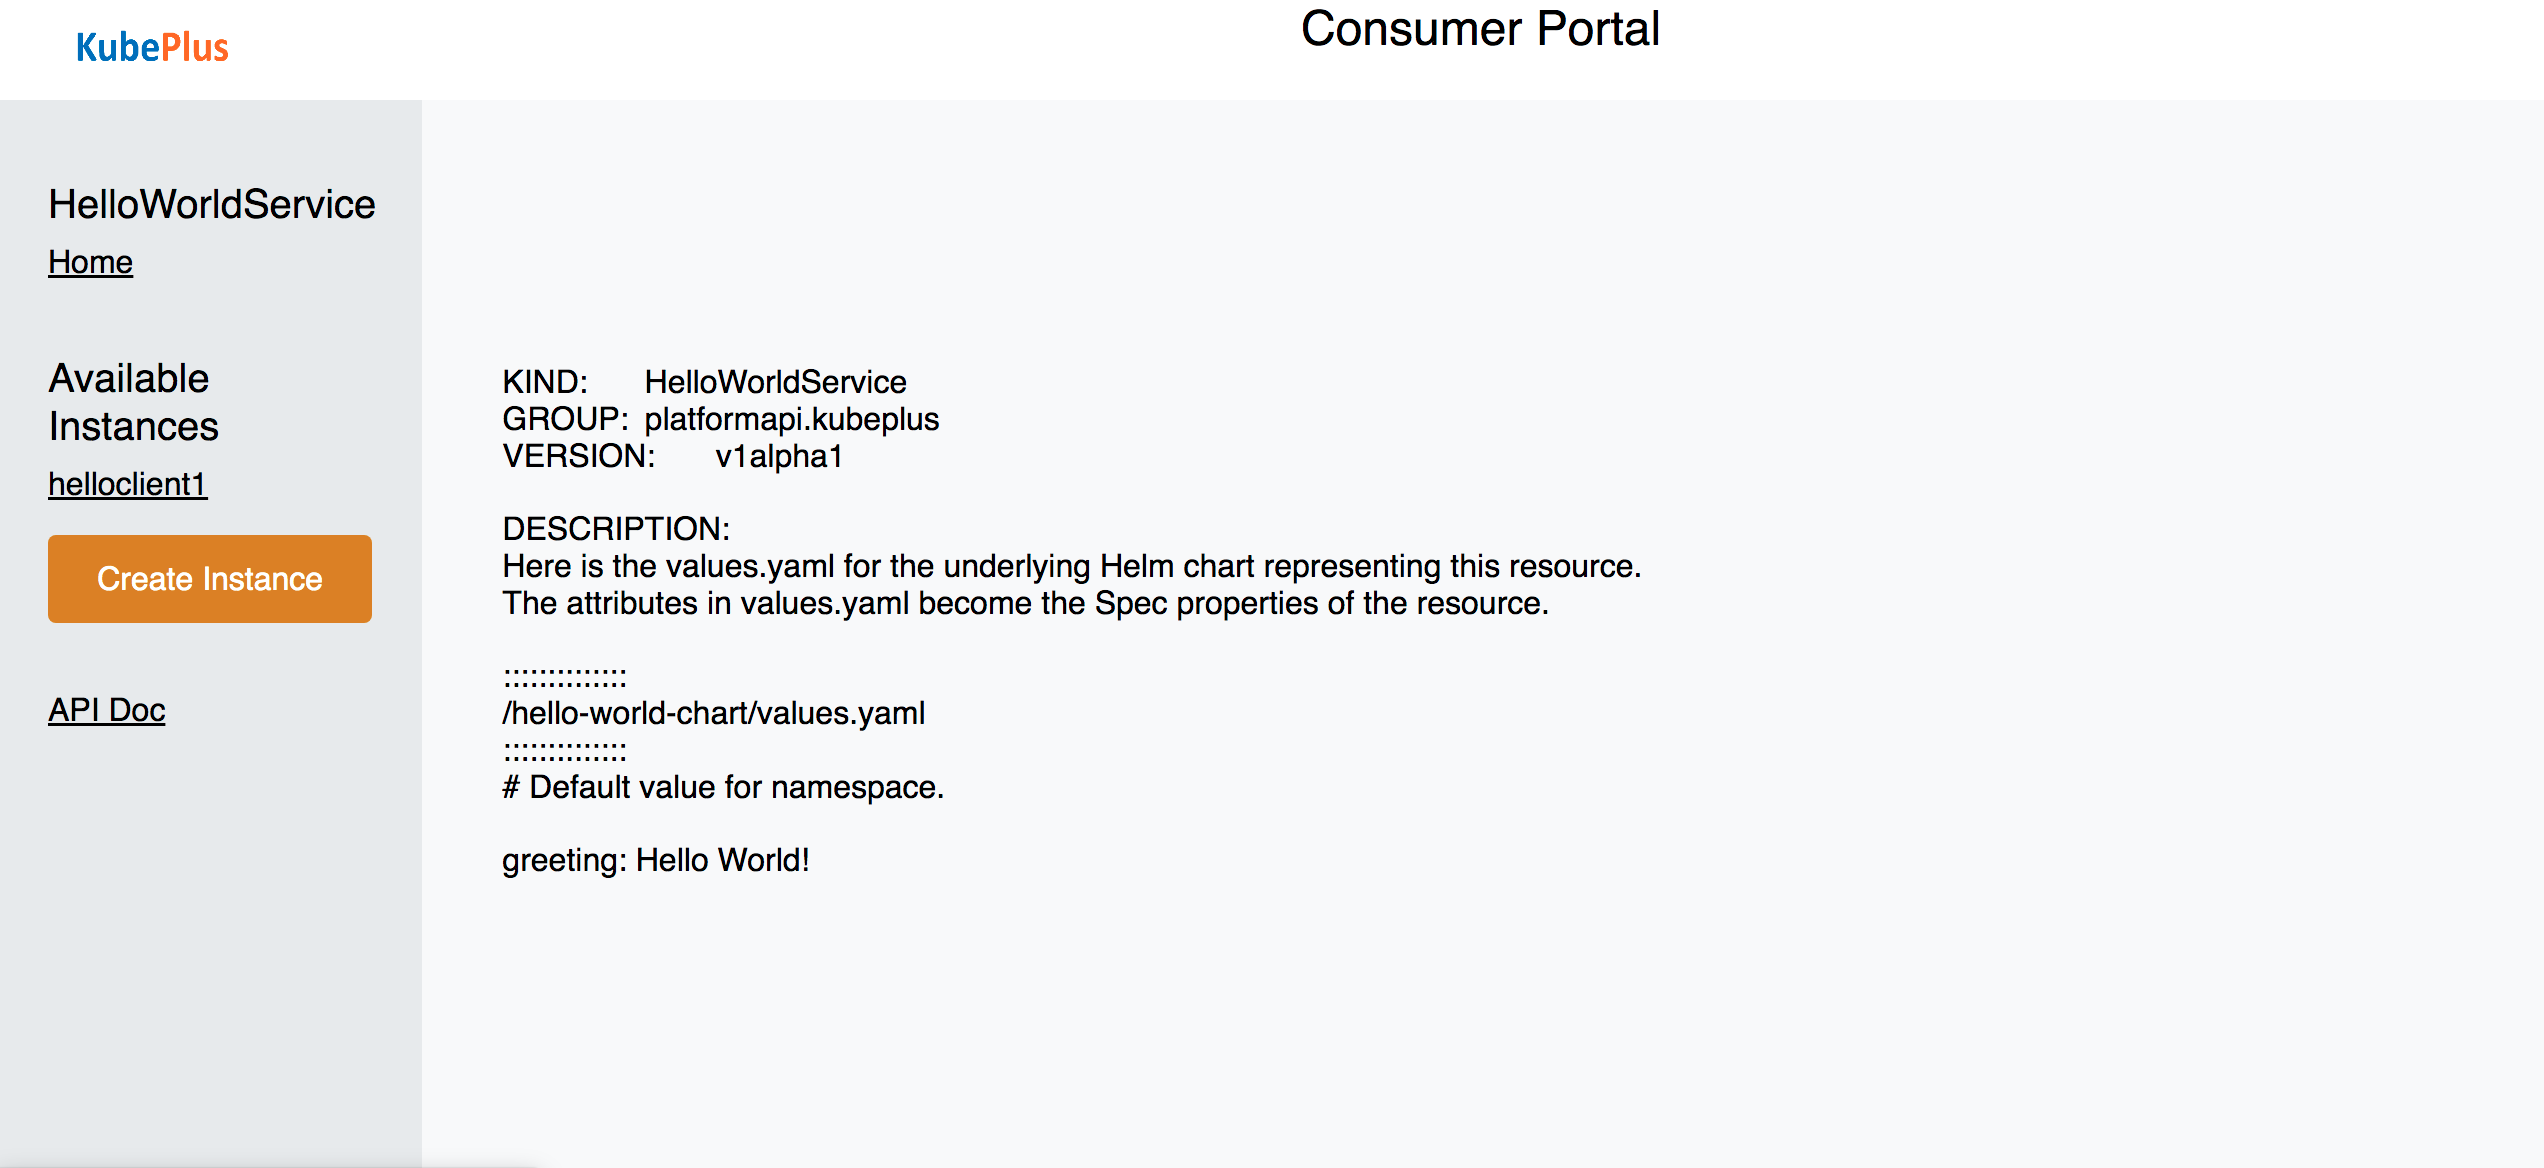 KubePlus
Consumer Portal
HelloWorldService
Home
Available
Instances
helloclient1
Create Instance
API Doc
KIND: HelloWorldService
GROUP: platformapi.kubeplus
VERSION: v1alpha1
DESCRIPTION:
Here is the values.yaml for the underlying Helm chart representing this resource.
The attributes in values.yaml become the Spec properties of the resource.
::::::::::::::
/hello-world-chart/values.yaml
::::::::::::::
# Default value for namespace.
greeting: Hello World!